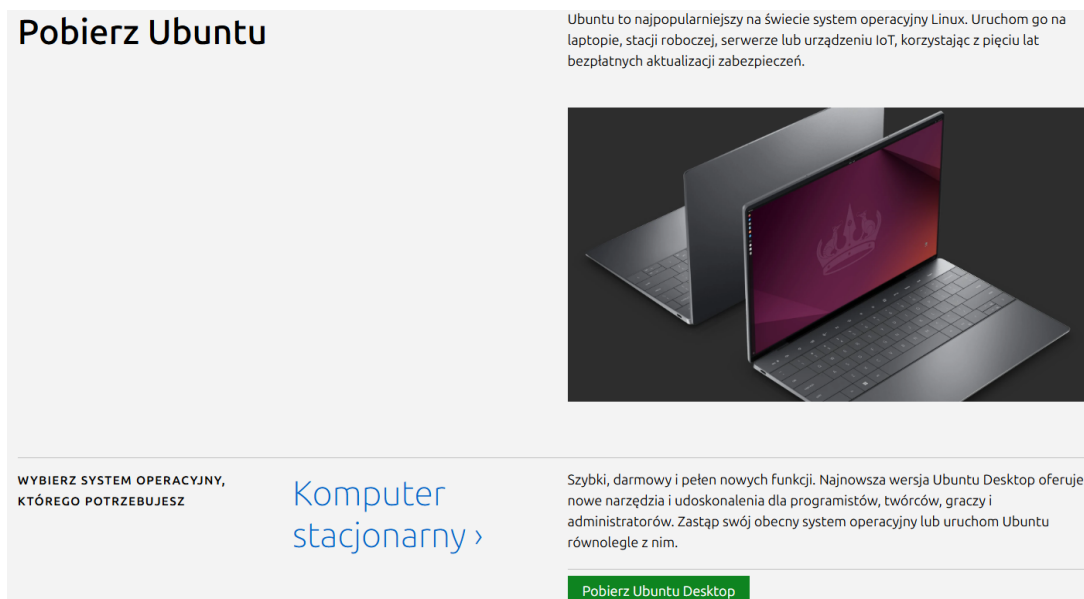 Pobierz Ubuntu
Ubuntu to najpopularniejszy na świecie system operacyjny Linux. Uruchom go na
laptopie, stacji roboczej, serwerze lub urządzeniu IoT, korzystając z pięciu lat
bezpłatnych aktualizacji zabezpieczeń.
WYBIERZ SYSTEM OPERACYJNY,
KTÓREGO POTRZEBUJESZ
Komputer
stacjonarny ›
Szybki, darmowy i pełen nowych funkcji. Najnowsza wersja Ubuntu Desktop oferuje
nowe narzędzia i udoskonalenia dla programistów, twórców, graczy i
administratorów. Zastąp swój obecny system operacyjny lub uruchom Ubuntu
równolegle z nim.
Pobierz Ubuntu Desktop